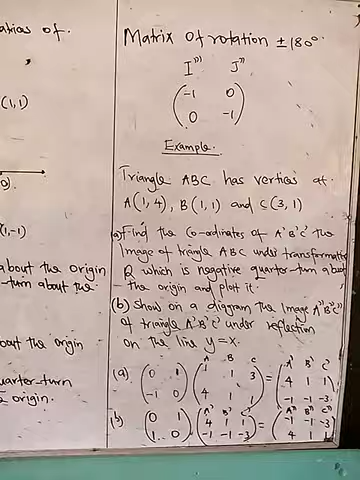 ations of
(1,1)
0).
(1,-1)
about the origin
-turn about the
out the origin
uarter-turn
origin.
Matrix of rotation ±180°
I''' J'''
-1 0
0 -1
Example
Triangle ABC has vertices at
A(1,4), B(1,1) and C(3,1)
(a) Find the co-ordinates of A'B'C' the
Image of triangle ABC under transformatio
Q which is negative quarter-turn about
the origin and plot it.
(b) Show on a diagram the Image A''B''C''
of triangle A'B'C' under reflection
on the line y=x.
A B C A' B' C'
(a) (0 1) (1 1 3) = (4 1 1
-1 0 4 1 1 -1 -1 -3
A' B' C' A'' B'' C''
(b) (0 1) (4 1 1) = (-1 -1 -3
1 0 -1 -1 -3 4 1